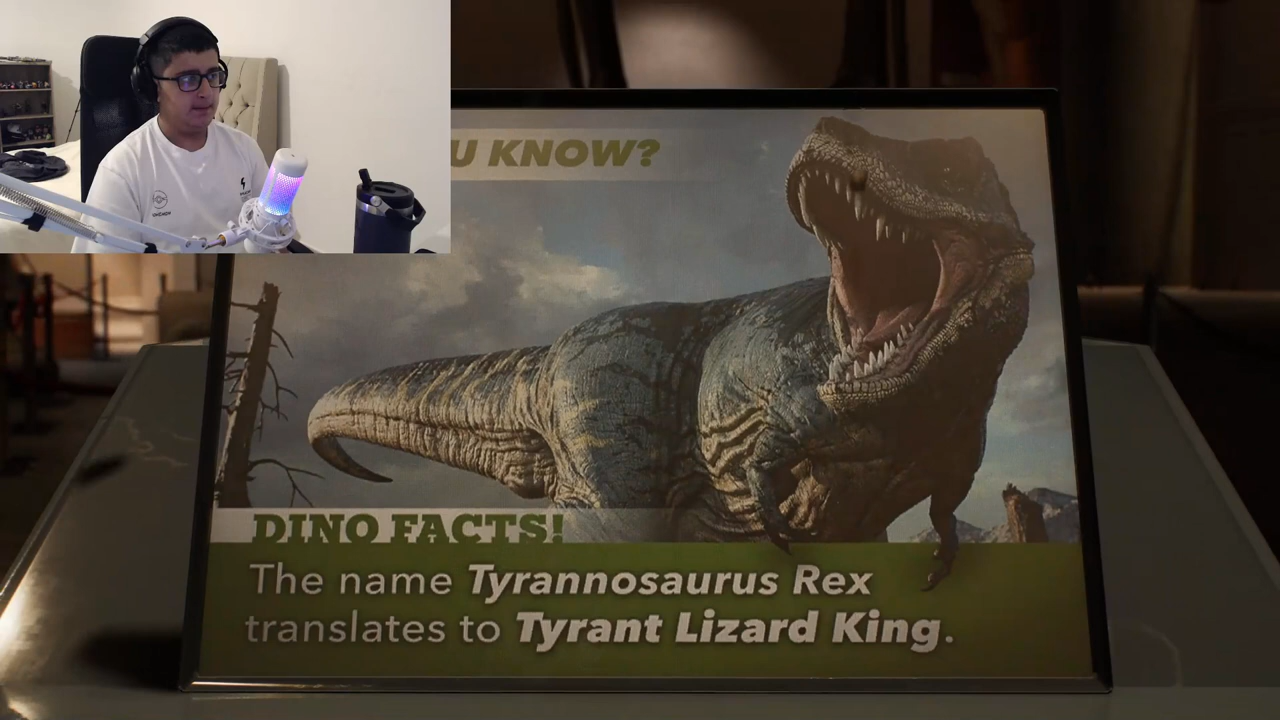 U KNOW?
DINO FACTS!
The name Tyrannosaurus Rex
translates to Tyrant Lizard King.